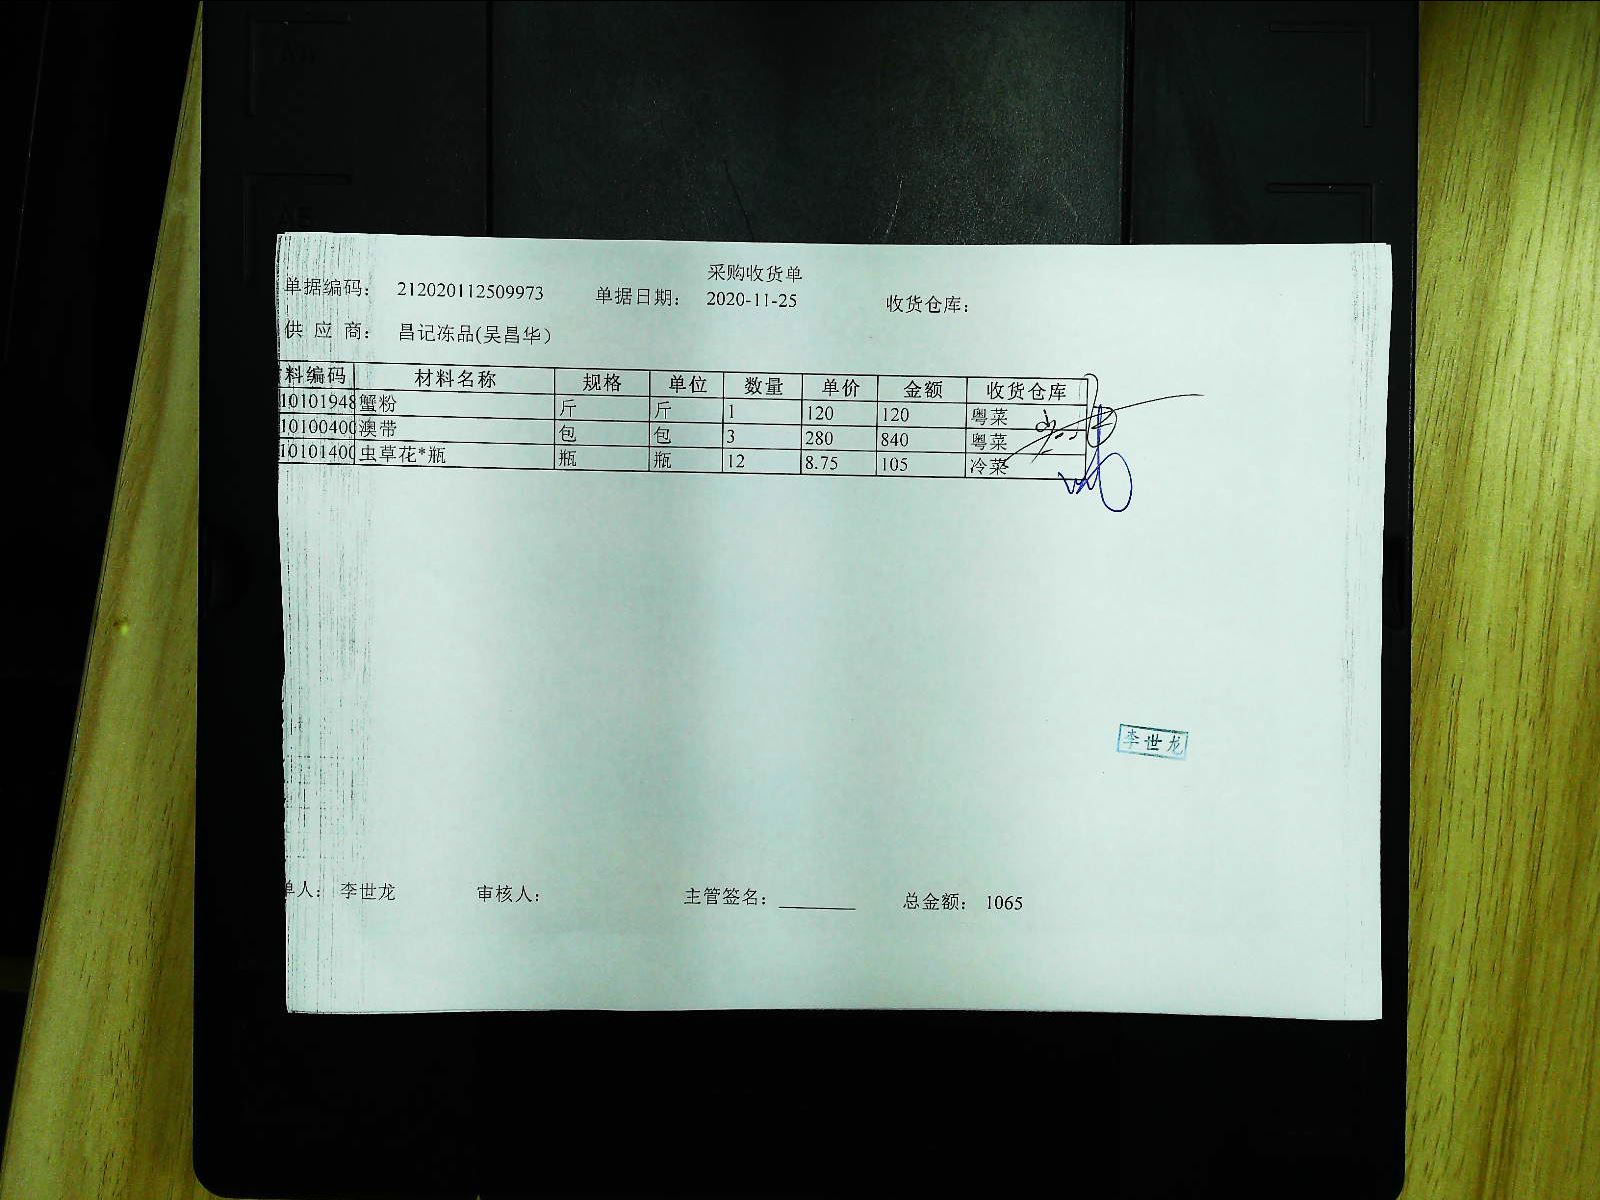 采购收货单
单据编码： 212020112509973 单据日期： 2020-11-25 收货仓库：
供 应 商： 昌记冻品(吴昌华）
料编码 材料名称 规格 单位 数量 单价 金额 收货仓库
10101948 蟹粉 斤 斤 1 120 120 粤菜
10100400 澳带 包 包 3 280 840 粤菜
10101400 虫草花*瓶 瓶 瓶 12 8.75 105 冷菜
李世龙
单人： 李世龙 审核人： 主管签名： 总金额： 1065